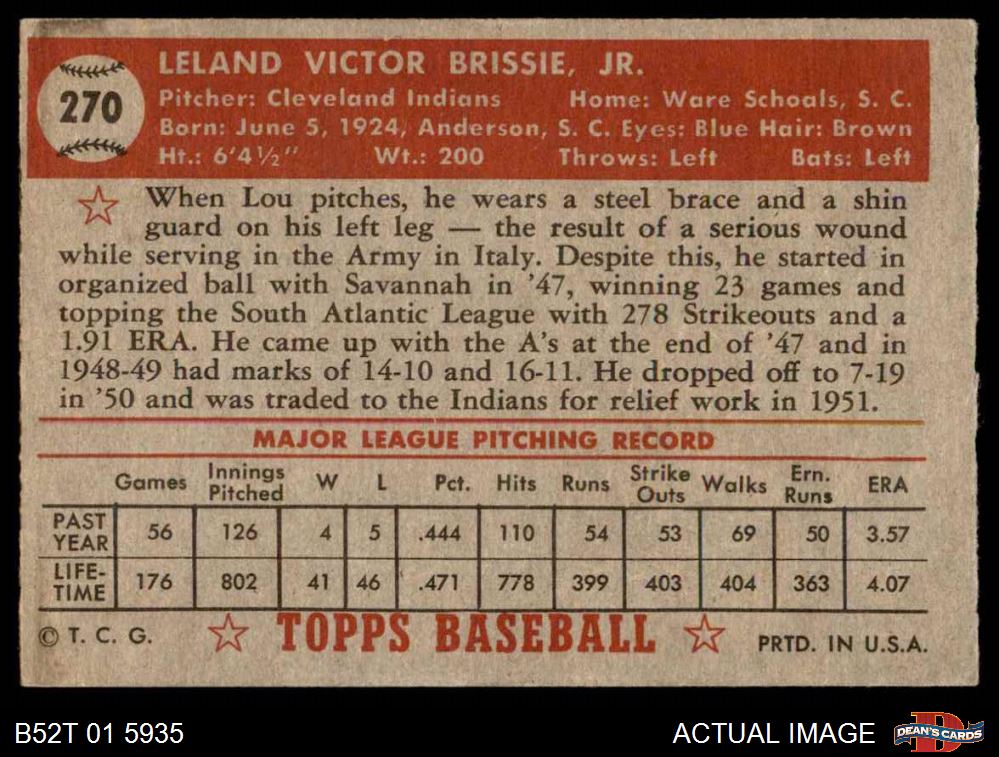 270
LELAND VICTOR BRISSIE, JR.
Pitcher: Cleveland Indians Home: Ware Schoals, S. C.
Born: June 5, 1924, Anderson, S. C. Eyes: Blue Hair: Brown
Ht.: 6'4½" Wt.: 200 Throws: Left Bats: Left
When Lou pitches, he wears a steel brace and a shin
guard on his left leg — the result of a serious wound
while serving in the Army in Italy. Despite this, he started in
organized ball with Savannah in '47, winning 23 games and
topping the South Atlantic League with 278 Strikeouts and a
1.91 ERA. He came up with the A's at the end of '47 and in
1948-49 had marks of 14-10 and 16-11. He dropped off to 7-19
in '50 and was traded to the Indians for relief work in 1951.
MAJOR LEAGUE PITCHING RECORD
Games Innings Pitched W L Pct. Hits Runs Strike Outs Walks Ern. Runs ERA
PAST YEAR 56 126 4 5 .444 110 54 53 69 50 3.57
LIFE-TIME 176 802 41 46 .471 778 399 403 404 363 4.07
© T. C. G. TOPPS BASEBALL PRTD. IN U.S.A.
B52T 01 5935 ACTUAL IMAGE DEAN'S CARDS